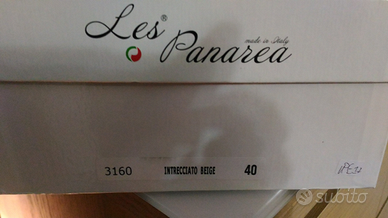 Les®
made in Italy
Panarea
3160 INTRECCIATO BEIGE 40
subito